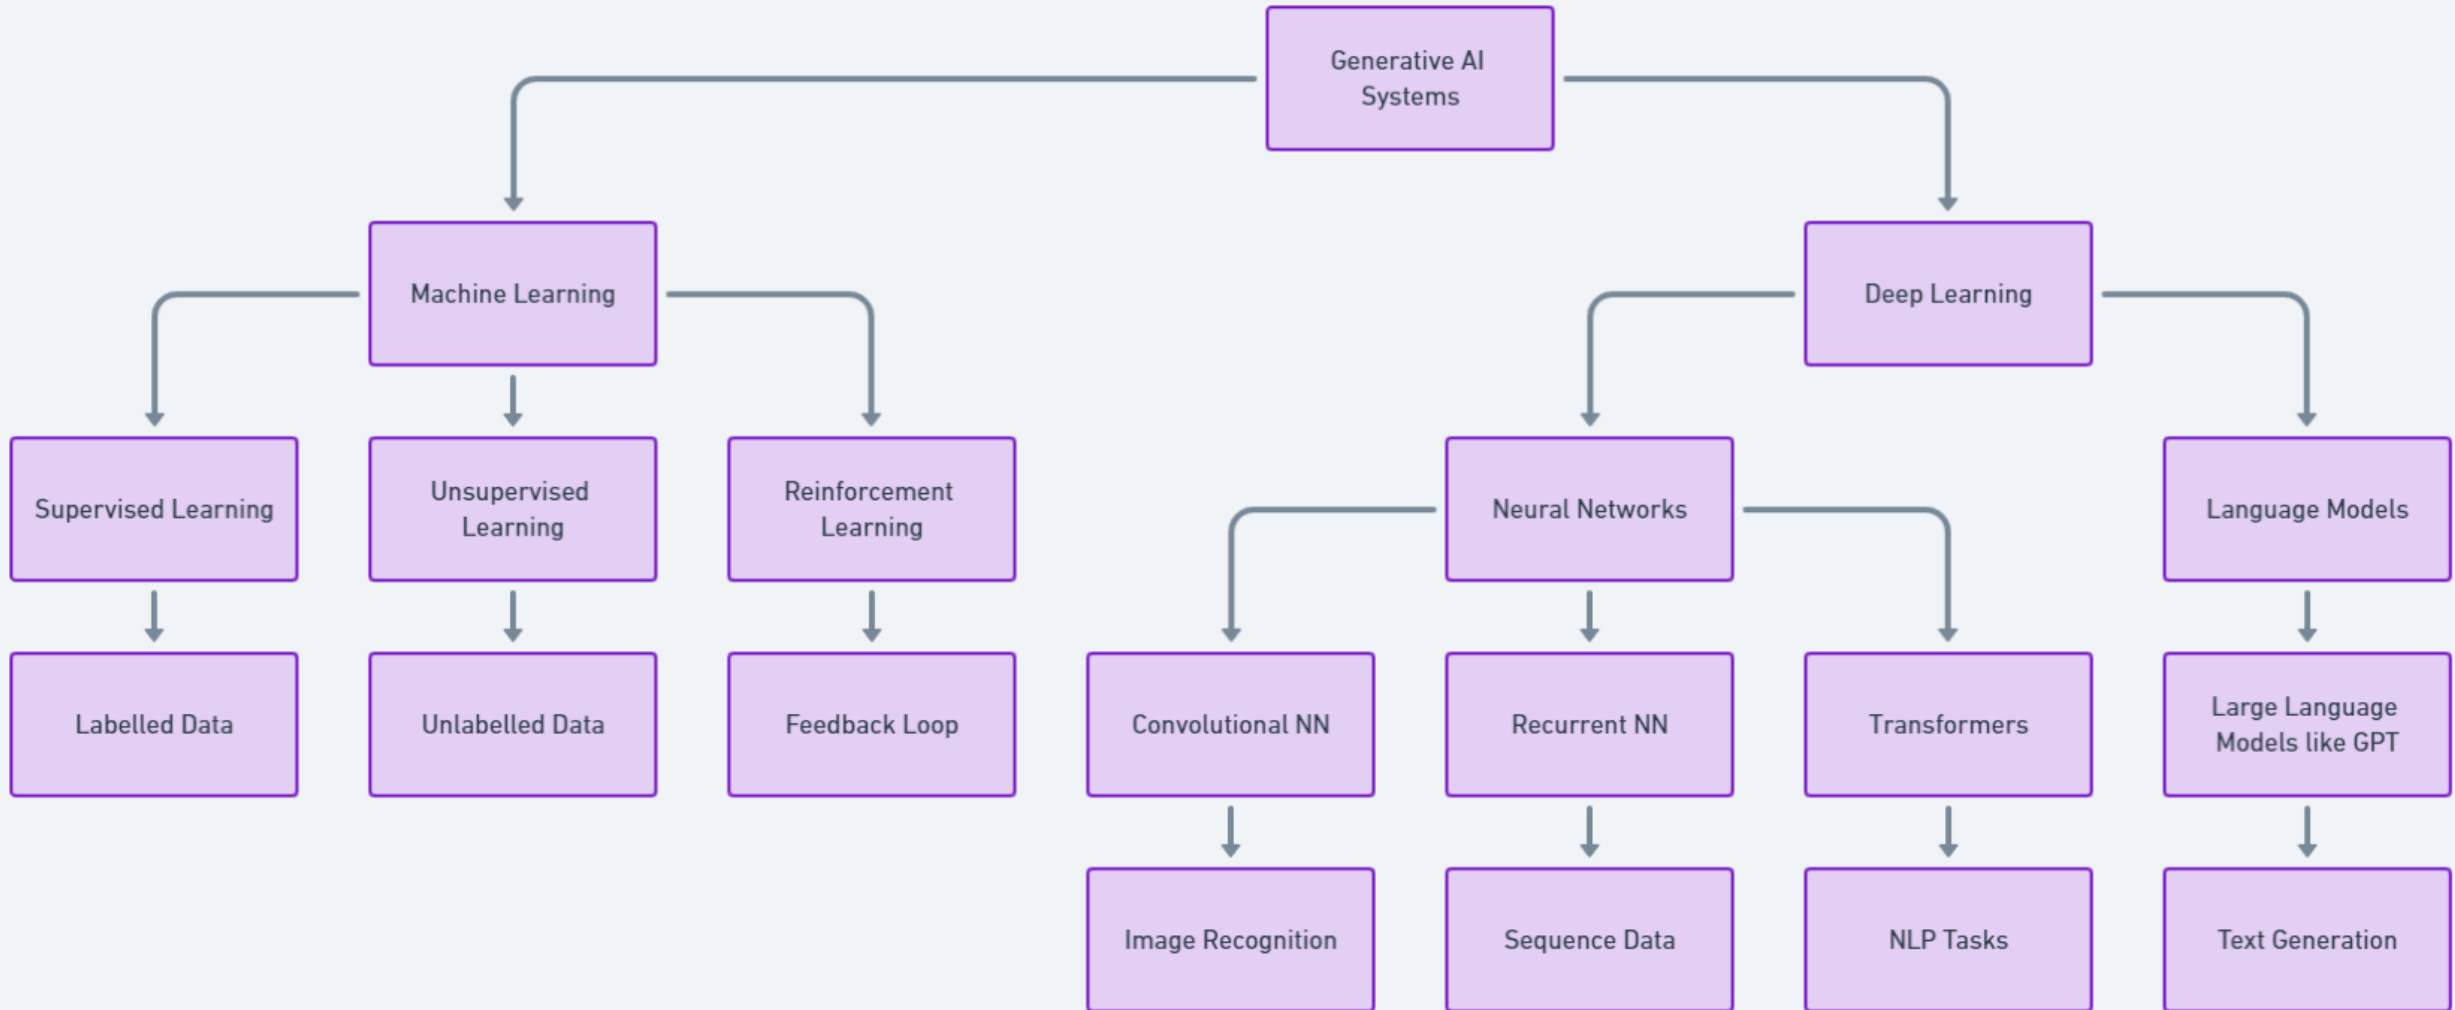 Generative AI
Systems
Machine Learning
Deep Learning
Supervised Learning
Unsupervised
Learning
Reinforcement
Learning
Neural Networks
Language Models
Labelled Data
Unlabelled Data
Feedback Loop
Convolutional NN
Recurrent NN
Transformers
Large Language
Models like GPT
Image Recognition
Sequence Data
NLP Tasks
Text Generation